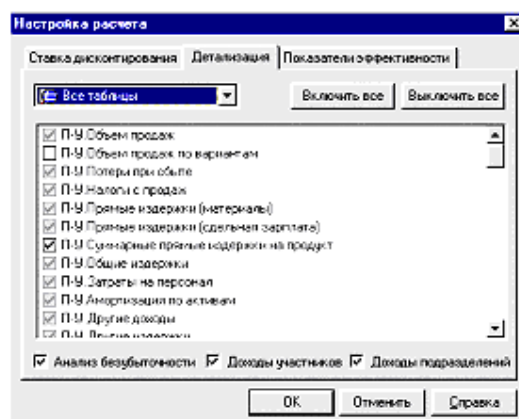 Настройка расчета
Ставка дисконтирования Детализация Показатели эффективности
Все таблицы Включить все Выключить все
П-У.Объем продаж
П-У.Объем продаж по вариантам
П-У.Потери при сбыте
П-У.Налоги с продаж
П-У.Прямые издержки (материалы)
П-У.Прямые издержки (сдельная зарплата)
П-У.Суммарные прямые издержки на продукт
П-У.Общие издержки
П-У.Затраты на персонал
П-У.Амортизация по активам
П-У.Другие доходы
П-У.Другие издержки
Анализ безубыточности Доходы участников Доходы подразделений
OK Отменить Справка